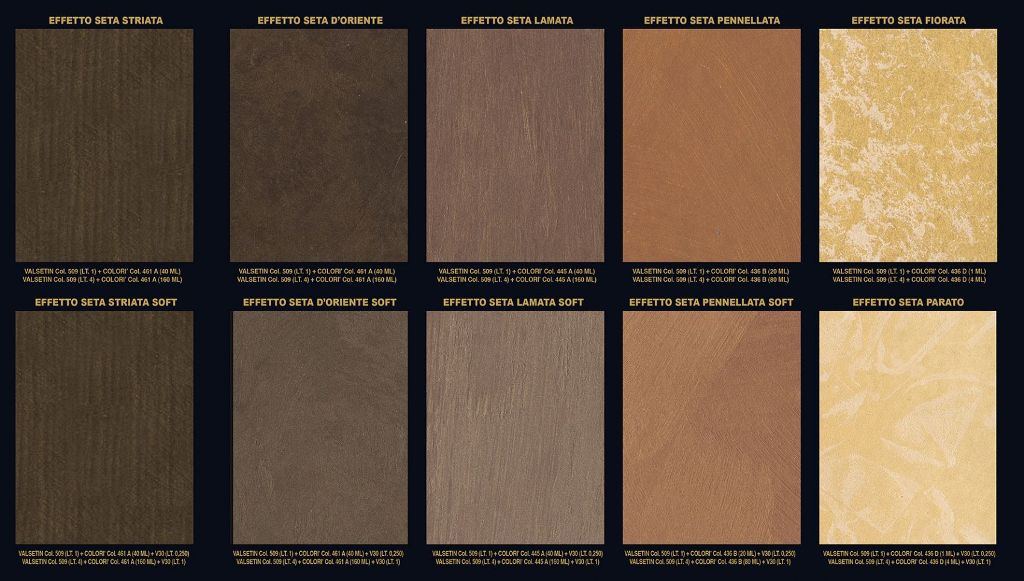 EFFETTO SETA STRIATA
VALSETIN Col. 509 (LT. 1) + COLORI' Col. 461 A (40 ML)
VALSETIN Col. 509 (LT. 4) + COLORI' Col. 461 A (160 ML)
EFFETTO SETA D'ORIENTE
VALSETIN Col. 509 (LT. 1) + COLORI' Col. 461 A (40 ML)
VALSETIN Col. 509 (LT. 4) + COLORI' Col. 461 A (160 ML)
EFFETTO SETA LAMATA
VALSETIN Col. 509 (LT. 1) + COLORI' Col. 445 A (40 ML)
VALSETIN Col. 509 (LT. 4) + COLORI' Col. 445 A (160 ML)
EFFETTO SETA PENNELLATA
VALSETIN Col. 509 (LT. 1) + COLORI' Col. 436 B (20 ML)
VALSETIN Col. 509 (LT. 4) + COLORI' Col. 436 B (80 ML)
EFFETTO SETA FIORATA
VALSETIN Col. 509 (LT. 1) + COLORI' Col. 436 D (1 ML)
VALSETIN Col. 509 (LT. 4) + COLORI' Col. 436 D (4 ML)
EFFETTO SETA STRIATA SOFT
VALSETIN Col. 509 (LT. 1) + COLORI' Col. 461 A (40 ML) + V30 (LT. 0,250)
VALSETIN Col. 509 (LT. 4) + COLORI' Col. 461 A (160 ML) + V30 (LT. 1)
EFFETTO SETA D'ORIENTE SOFT
VALSETIN Col. 509 (LT. 1) + COLORI' Col. 461 A (40 ML) + V30 (LT. 0,250)
VALSETIN Col. 509 (LT. 4) + COLORI' Col. 461 A (160 ML) + V30 (LT. 1)
EFFETTO SETA LAMATA SOFT
VALSETIN Col. 509 (LT. 1) + COLORI' Col. 445 A (40 ML) + V30 (LT. 0,250)
VALSETIN Col. 509 (LT. 4) + COLORI' Col. 445 A (160 ML) + V30 (LT. 1)
EFFETTO SETA PENNELLATA SOFT
VALSETIN Col. 509 (LT. 1) + COLORI' Col. 436 B (20 ML) + V30 (LT. 0,250)
VALSETIN Col. 509 (LT. 4) + COLORI' Col. 436 B (80 ML) + V30 (LT. 1)
EFFETTO SETA PARATO
VALSETIN Col. 509 (LT. 1) + COLORI' Col. 436 D (1 ML) + V30 (LT. 0,250)
VALSETIN Col. 509 (LT. 4) + COLORI' Col. 436 D (4 ML) + V30 (LT. 1)